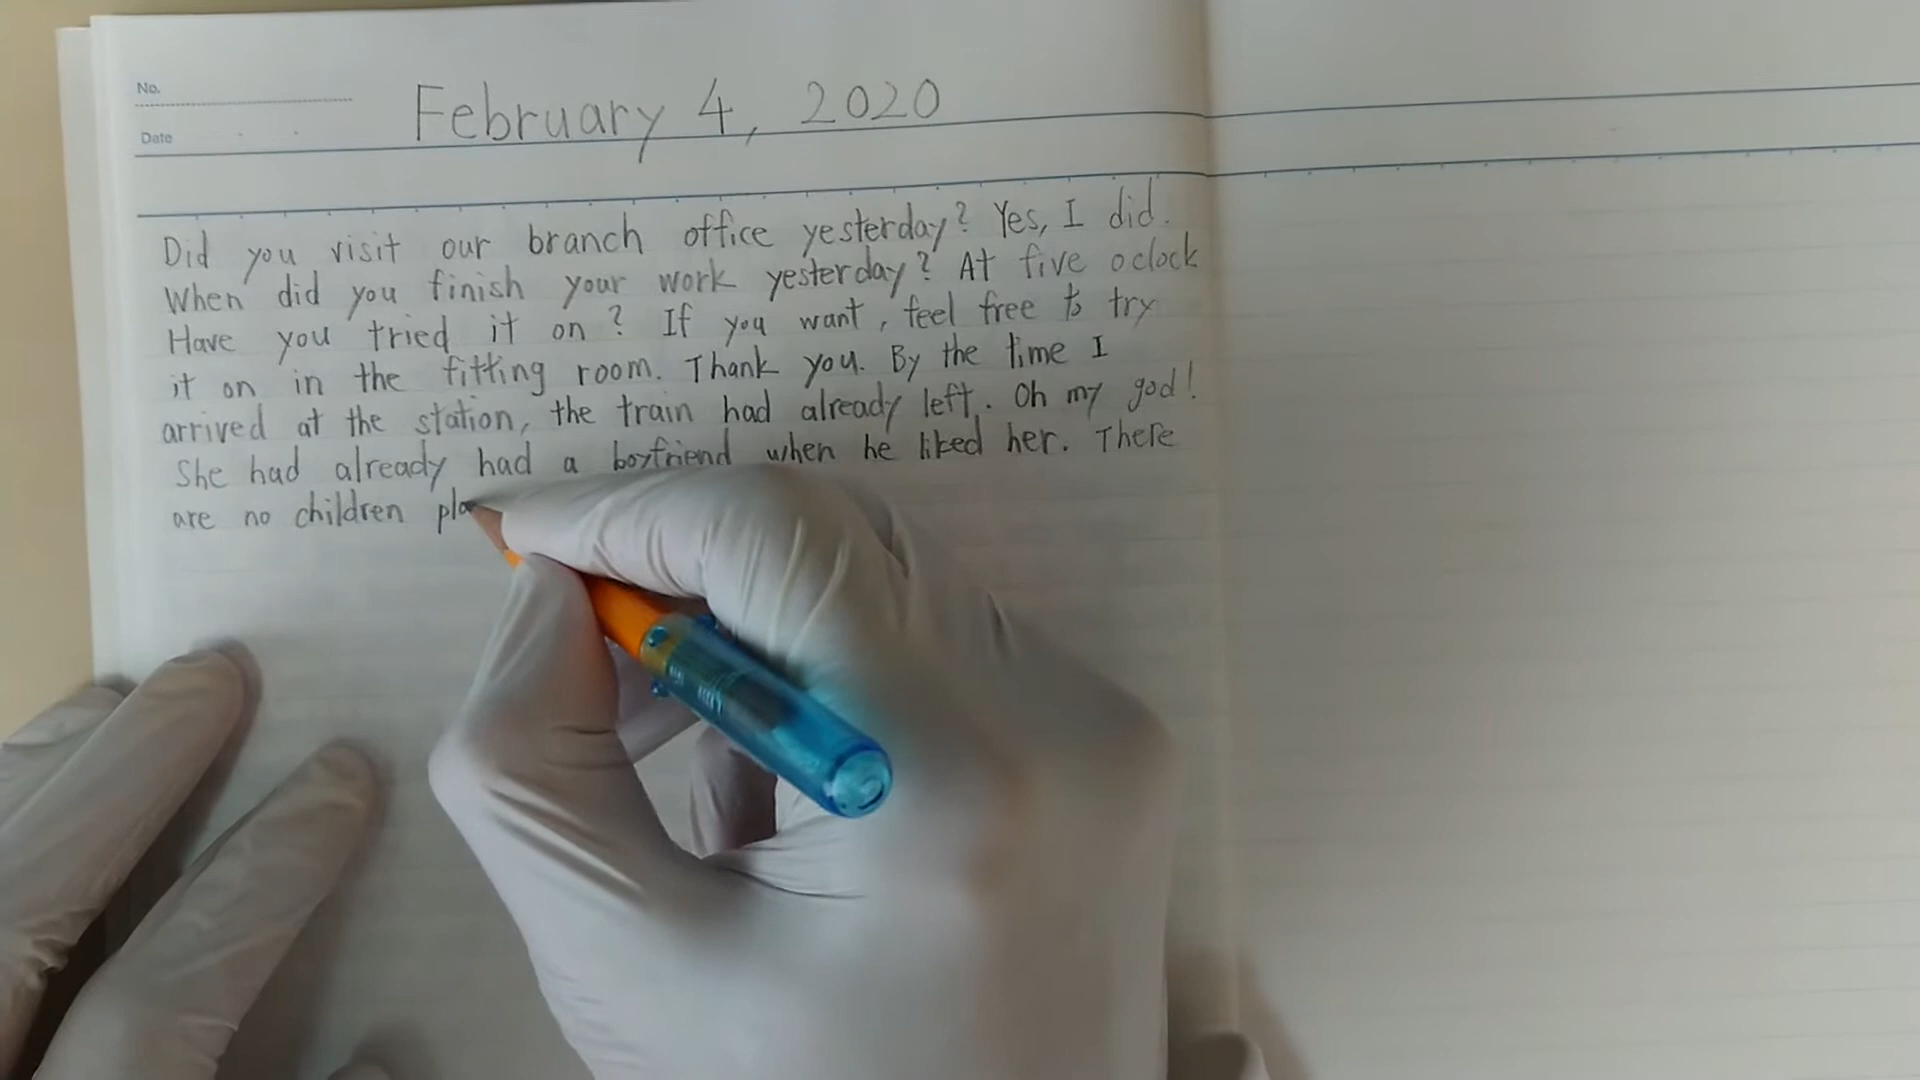 No.
Date
February 4, 2020
Did you visit our branch office yesterday? Yes, I did.
When did you finish your work yesterday? At five oclock
Have you tried it on? If you want, feel free to try
it on in the fitting room. Thank you. By the time I
arrived at the station, the train had already left. Oh my god!
She had already had a boyfriend when he liked her. There
are no children pla